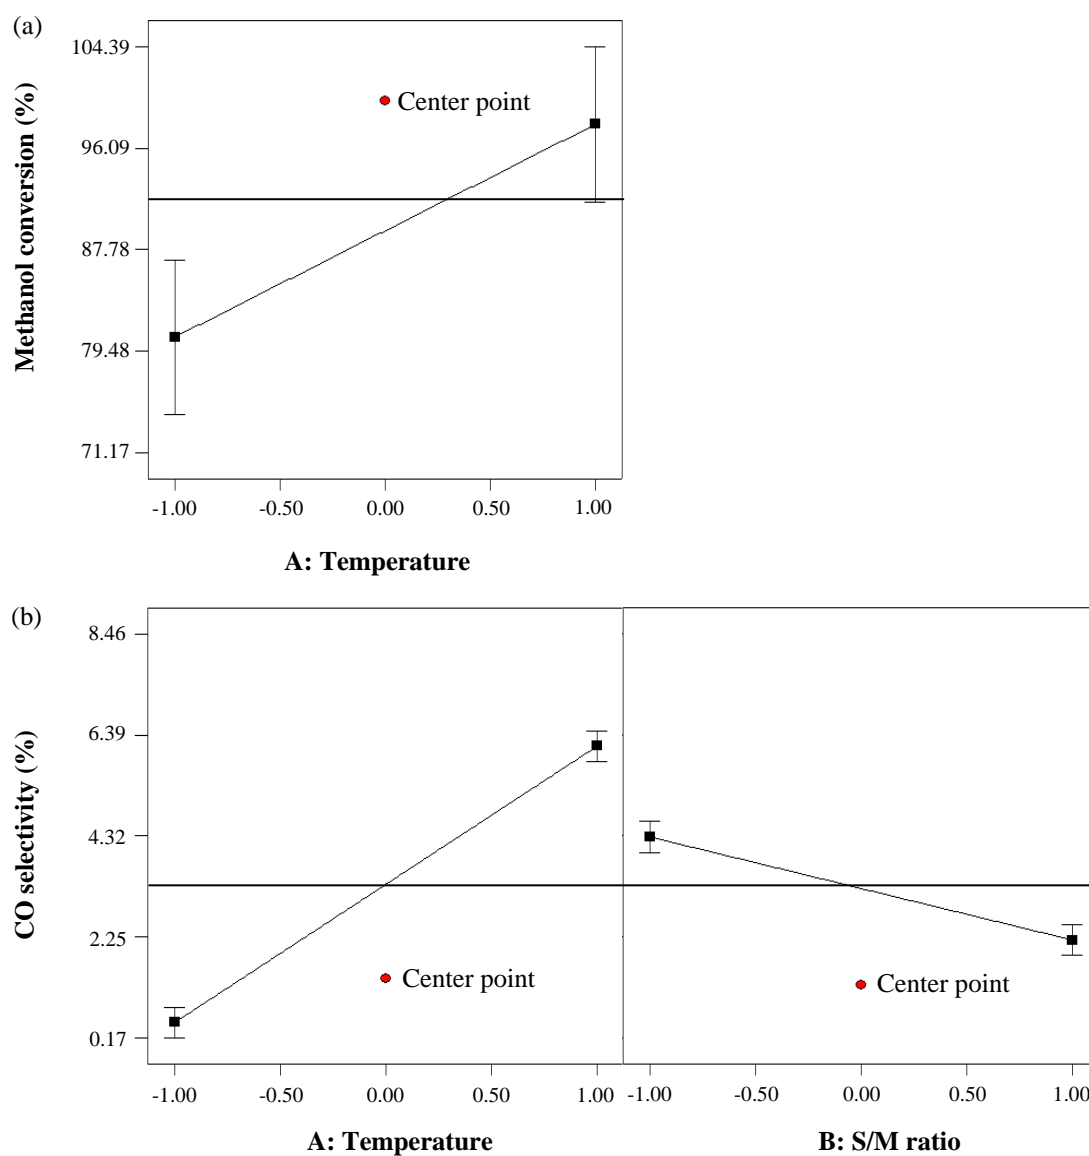 (a)
Methanol conversion (%)
104.39
96.09
87.78
79.48
71.17
Center point
-1.00 -0.50 0.00 0.50 1.00
A: Temperature
(b)
CO selectivity (%)
8.46
6.39
4.32
2.25
0.17
Center point
Center point
-1.00 -0.50 0.00 0.50 1.00
-1.00 -0.50 0.00 0.50 1.00
A: Temperature
B: S/M ratio